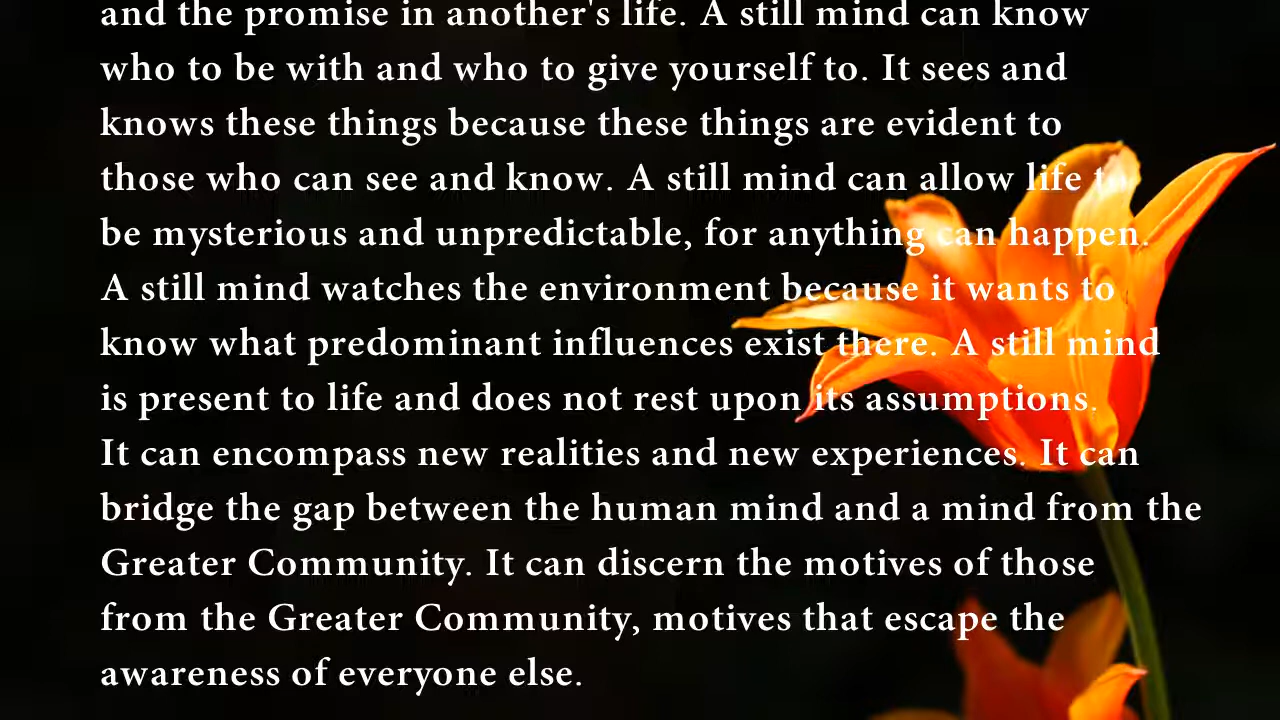 and the promise in another's life. A still mind can know
who to be with and who to give yourself to. It sees and
knows these things because these things are evident to
those who can see and know. A still mind can allow life to
be mysterious and unpredictable, for anything can happen.
A still mind watches the environment because it wants to
know what predominant influences exist there. A still mind
is present to life and does not rest upon its assumptions.
It can encompass new realities and new experiences. It can
bridge the gap between the human mind and a mind from the
Greater Community. It can discern the motives of those
from the Greater Community, motives that escape the
awareness of everyone else.